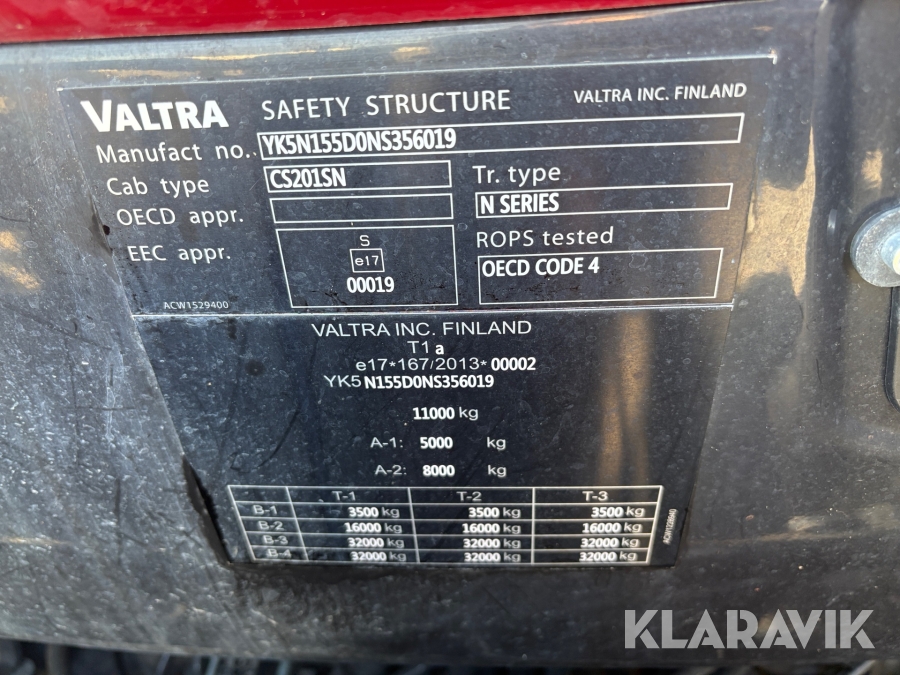 VALTRA SAFETY STRUCTURE VALTRA INC. FINLAND
Manufact no. YK5N155D0NS356019
Cab type CS201SN Tr. type
OECD appr. N SERIES
EEC appr. S ROPS tested
e17 OECD CODE 4
00019
ACW1529400
VALTRA INC. FINLAND
T1 a
e17*167/2013*00002
YK5 N155D0NS356019
11000 kg
A-1: 5000 kg
A-2: 8000 kg
T-1 T-2 T-3
B-1 3500 kg 3500 kg 3500 kg
B-2 16000 kg 16000 kg 16000 kg
B-3 32000 kg 32000 kg 32000 kg
B-4 32000 kg 32000 kg 32000 kg
KLARAVIK